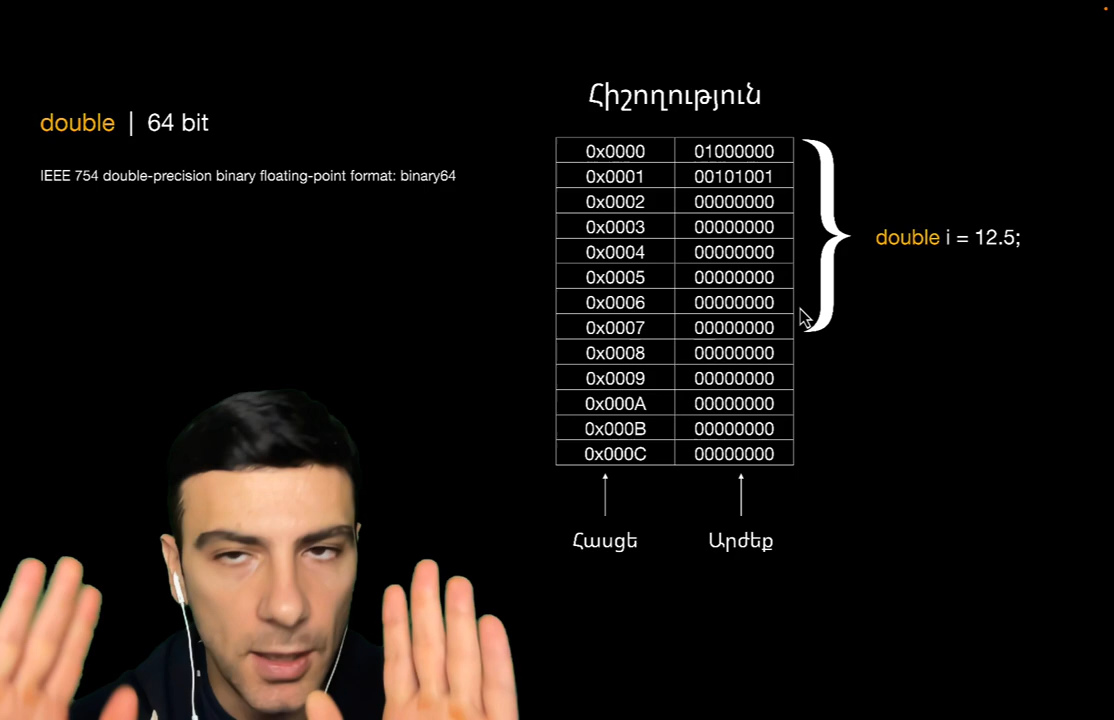 double | 64 bit
IEEE 754 double-precision binary floating-point format: binary64
Հիշողություն
0x0000 01000000
0x0001 00101001
0x0002 00000000
0x0003 00000000
0x0004 00000000
0x0005 00000000
0x0006 00000000
0x0007 00000000
0x0008 00000000
0x0009 00000000
0x000A 00000000
0x000B 00000000
0x000C 00000000
double i = 12.5;
Հասցե Արժեք